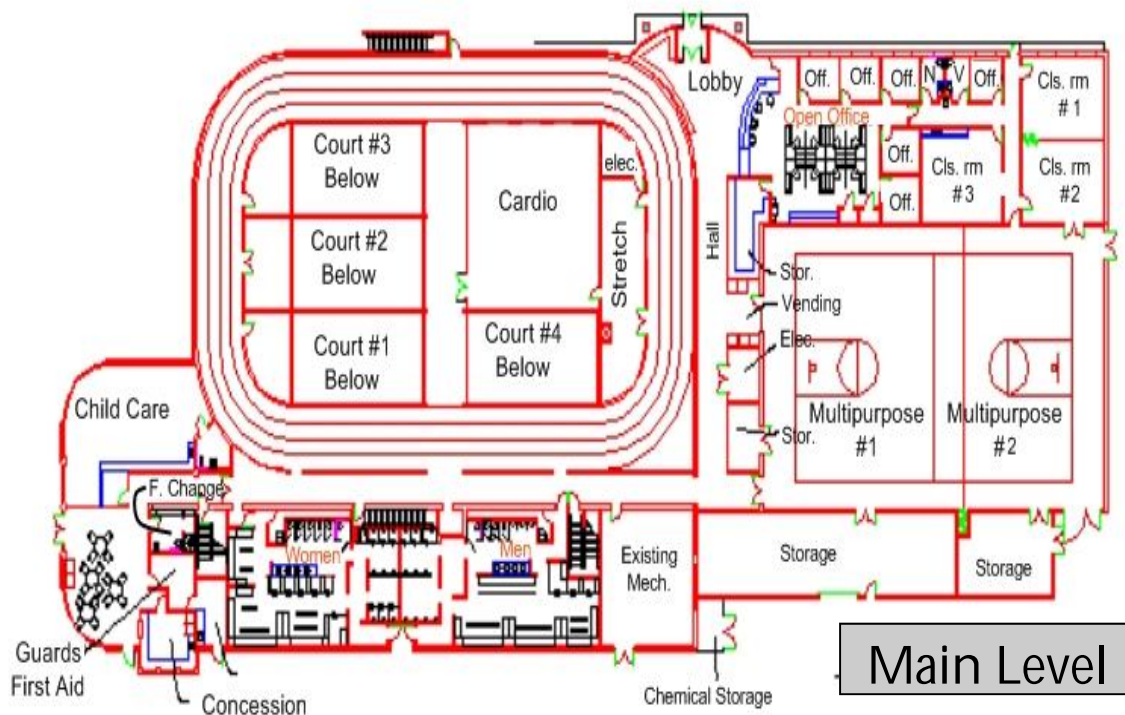 Lobby
Off.
Off.
Off.
N
V
Off.
Cls. rm
# 1
Open Office
Court #3
Below
elec.
Cardio
Off.
Cls. rm
#3
Cls. rm
#2
Off.
Hall
Stretch
Court #2
Below
Stor.
Vending
Elec.
Court #1
Below
Court #4
Below
Child Care
Multipurpose
#1
Multipurpose
#2
Stor.
F. Change
Women
Men
Existing
Mech.
Storage
Storage
Guards
First Aid
Concession
Chemical Storage
Main Level